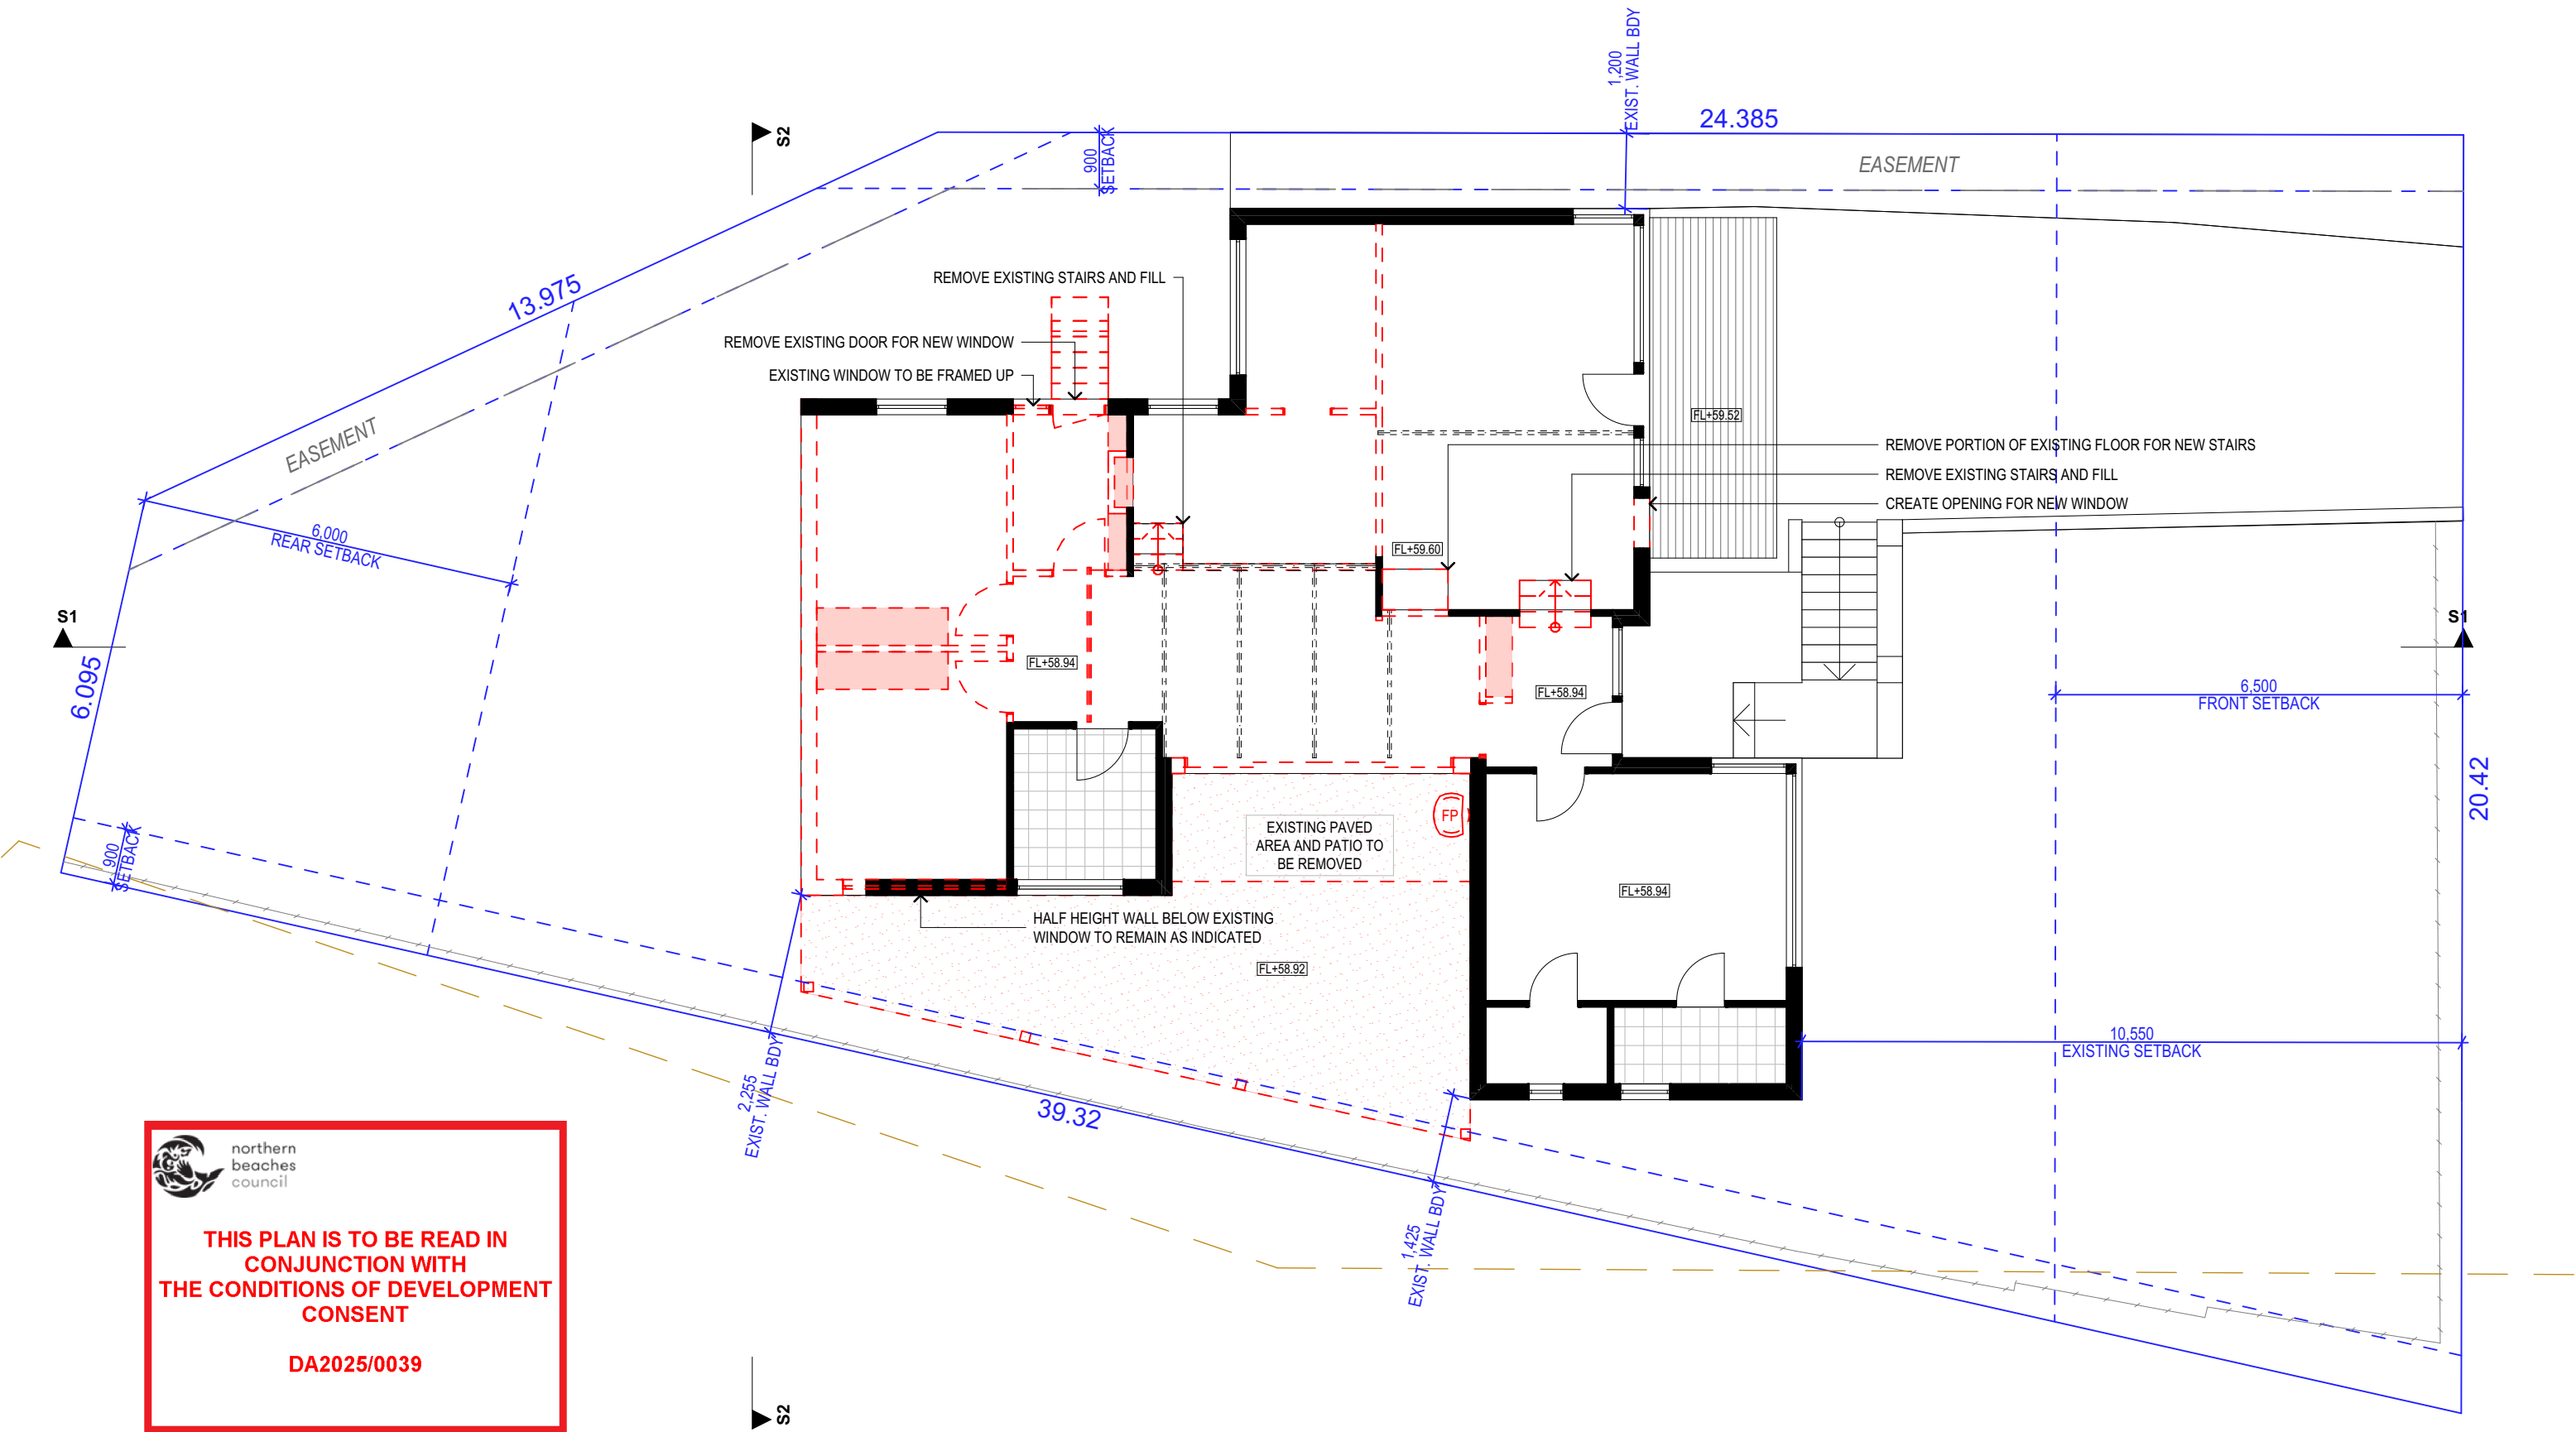 1,200
EXIST. WALL BDY
24.385
S2
900
SETBACK
EASEMENT
13.975
REMOVE EXISTING STAIRS AND FILL
REMOVE EXISTING DOOR FOR NEW WINDOW
EXISTING WINDOW TO BE FRAMED UP
FL+59.52
EASEMENT
REMOVE PORTION OF EXISTING FLOOR FOR NEW STAIRS
REMOVE EXISTING STAIRS AND FILL
CREATE OPENING FOR NEW WINDOW
6,000
REAR SETBACK
FL+59.60
S1
S1
FL+58.94
FL+58.94
6.095
6,500
FRONT SETBACK
20.42
FP
EXISTING PAVED
AREA AND PATIO TO
BE REMOVED
900
SETBACK
FL+58.94
HALF HEIGHT WALL BELOW EXISTING
WINDOW TO REMAIN AS INDICATED
FL+58.92
10,550
EXISTING SETBACK
2,255
EXIST. WALL BDY
39.32
1,425
EXIST. WALL BDY
northern
beaches
council
THIS PLAN IS TO BE READ IN
CONJUNCTION WITH
THE CONDITIONS OF DEVELOPMENT
CONSENT
DA2025/0039
S2